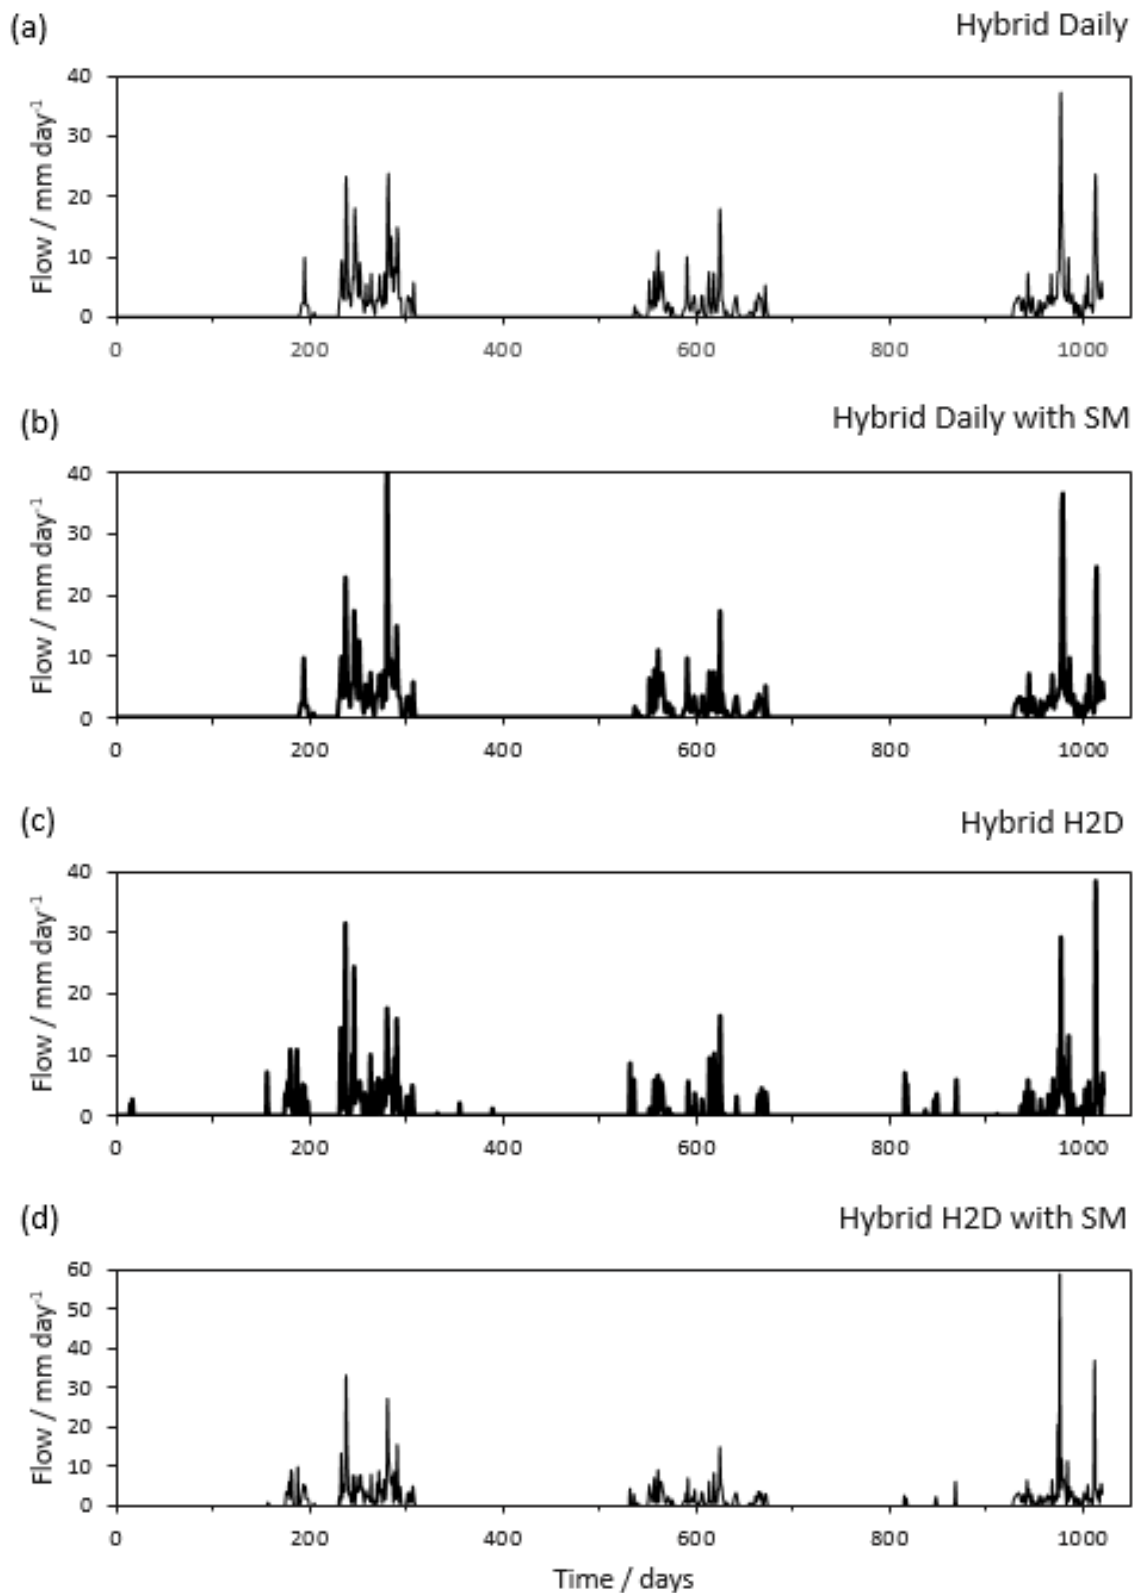 (a)
Hybrid Daily
Flow / mm day⁻¹
40
30
20
10
0
0 200 400 600 800 1000
(b)
Hybrid Daily with SM
Flow / mm day⁻¹
40
30
20
10
0
0 200 400 600 800 1000
(c)
Hybrid H2D
Flow / mm day⁻¹
40
30
20
10
0
0 200 400 600 800 1000
(d)
Hybrid H2D with SM
Flow / mm day⁻¹
60
50
40
30
20
10
0
0 200 400 600 800 1000
Time / days